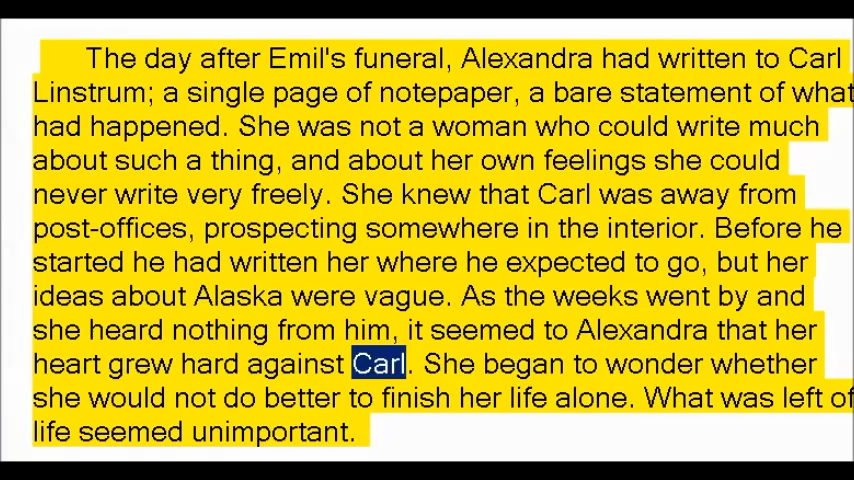 The day after Emil's funeral, Alexandra had written to Carl
Linstrum; a single page of notepaper, a bare statement of what
had happened. She was not a woman who could write much
about such a thing, and about her own feelings she could
never write very freely. She knew that Carl was away from
post-offices, prospecting somewhere in the interior. Before he
started he had written her where he expected to go, but her
ideas about Alaska were vague. As the weeks went by and
she heard nothing from him, it seemed to Alexandra that her
heart grew hard against Carl. She began to wonder whether
she would not do better to finish her life alone. What was left of
life seemed unimportant.